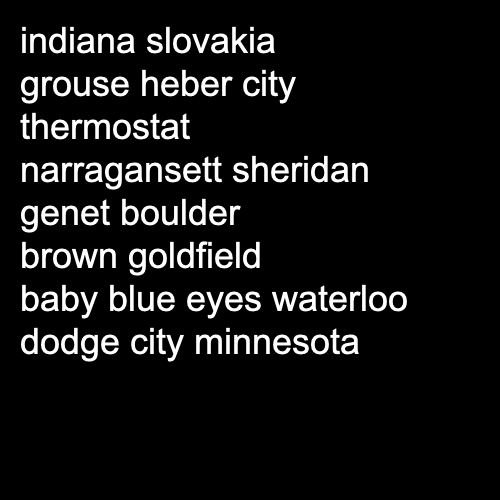 indiana slovakia
grouse heber city
thermostat
narragansett sheridan
genet boulder
brown goldfield
baby blue eyes waterloo
dodge city minnesota